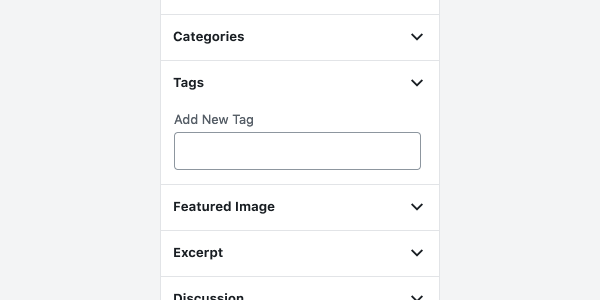 Categories
Tags
Add New Tag
Featured Image
Excerpt
Discussion